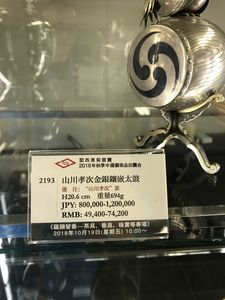 関西美術競売
2018年秋季中國藝術品拍賣会
2193 山川孝次金銀鑲嵌太鼓
備 注: "山川孝次"款
H20.6 cm 重量694g
JPY: 800,000-1,200,000
RMB: 49,400-74,200
2018年10月19日(星期五) 10:00~